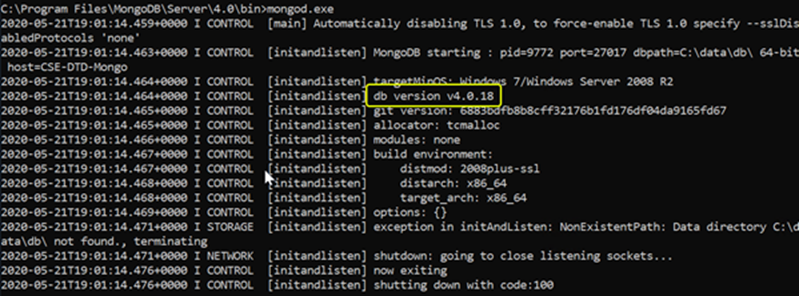 C:\Program Files\MongoDB\Server\4.0\bin>mongod.exe
2020-05-21T19:01:14.459+0000 I CONTROL  [main] Automatically disabling TLS 1.0, to force-enable TLS 1.0 specify --sslDis
abledProtocols 'none'
2020-05-21T19:01:14.463+0000 I CONTROL  [initandlisten] MongoDB starting : pid=9772 port=27017 dbpath=C:\data\db\ 64-bit
host=CSE-DTD-Mongo
2020-05-21T19:01:14.464+0000 I CONTROL  [initandlisten] targetMinOS: Windows 7/Windows Server 2008 R2
2020-05-21T19:01:14.464+0000 I CONTROL  [initandlisten] db version v4.0.18
2020-05-21T19:01:14.464+0000 I CONTROL  [initandlisten] git version: 6883bdfb8b8cff32176b1fd176df04da9165fd67
2020-05-21T19:01:14.465+0000 I CONTROL  [initandlisten] allocator: tcmalloc
2020-05-21T19:01:14.466+0000 I CONTROL  [initandlisten] modules: none
2020-05-21T19:01:14.467+0000 I CONTROL  [initandlisten] build environment:
2020-05-21T19:01:14.467+0000 I CONTROL  [initandlisten]     distmod: 2008plus-ssl
2020-05-21T19:01:14.468+0000 I CONTROL  [initandlisten]     distarch: x86_64
2020-05-21T19:01:14.468+0000 I CONTROL  [initandlisten]     target_arch: x86_64
2020-05-21T19:01:14.469+0000 I CONTROL  [initandlisten] options: {}
2020-05-21T19:01:14.471+0000 I STORAGE  [initandlisten] exception in initAndListen: NonExistentPath: Data directory C:\d
ata\db\ not found., terminating
2020-05-21T19:01:14.471+0000 I NETWORK  [initandlisten] shutdown: going to close listening sockets...
2020-05-21T19:01:14.476+0000 I CONTROL  [initandlisten] now exiting
2020-05-21T19:01:14.476+0000 I CONTROL  [initandlisten] shutting down with code:100